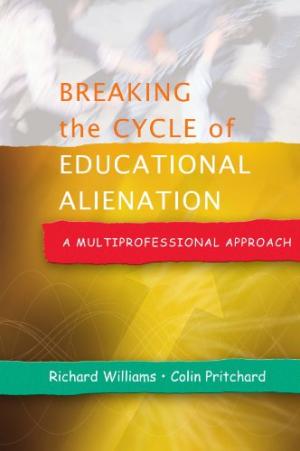 BREAKING
the CYCLE of
EDUCATIONAL
ALIENATION
A MULTIPROFESSIONAL APPROACH
Richard Williams • Colin Pritchard